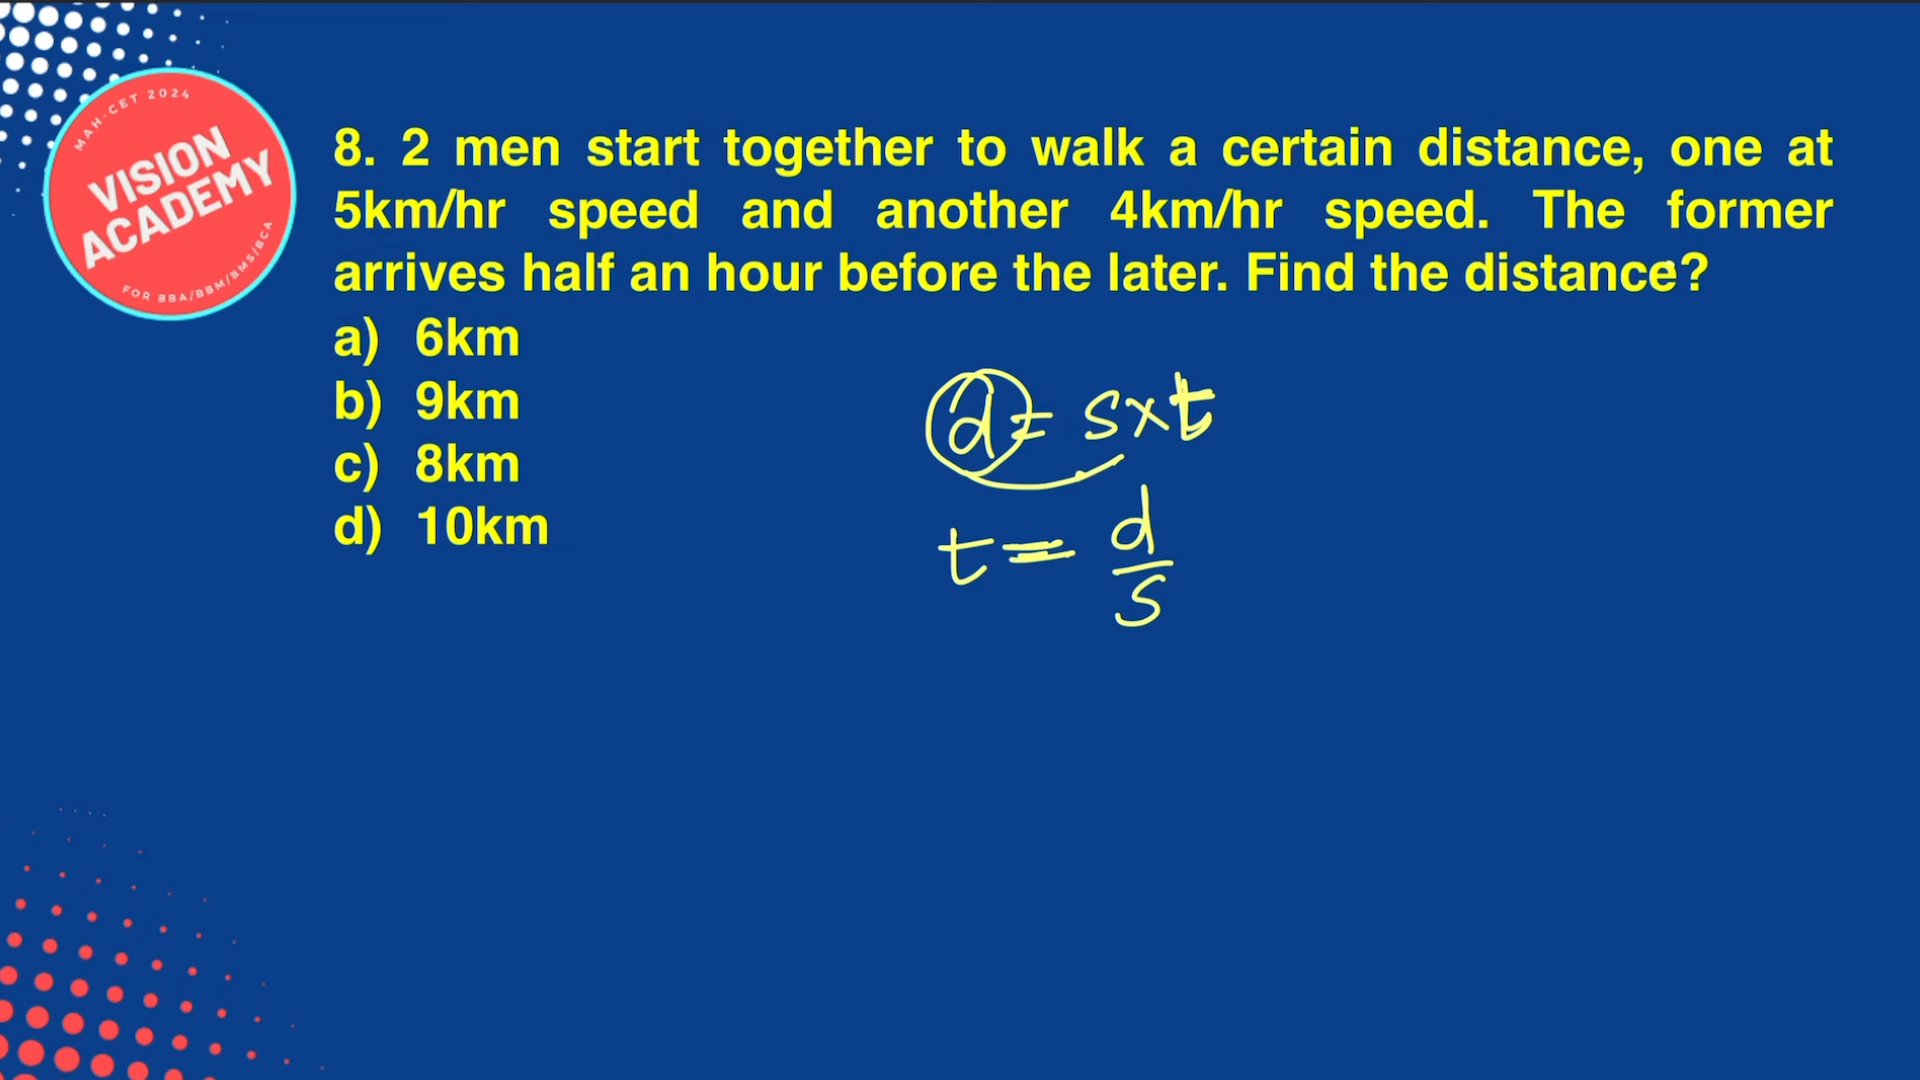 MAH-CET 2024
VISION
ACADEMY
FOR BBA/BBM/BMS/BCA
8. 2 men start together to walk a certain distance, one at
5km/hr speed and another 4km/hr speed. The former
arrives half an hour before the later. Find the distance?
a) 6km
b) 9km
c) 8km
d) 10km
d = s×t
t = d/s